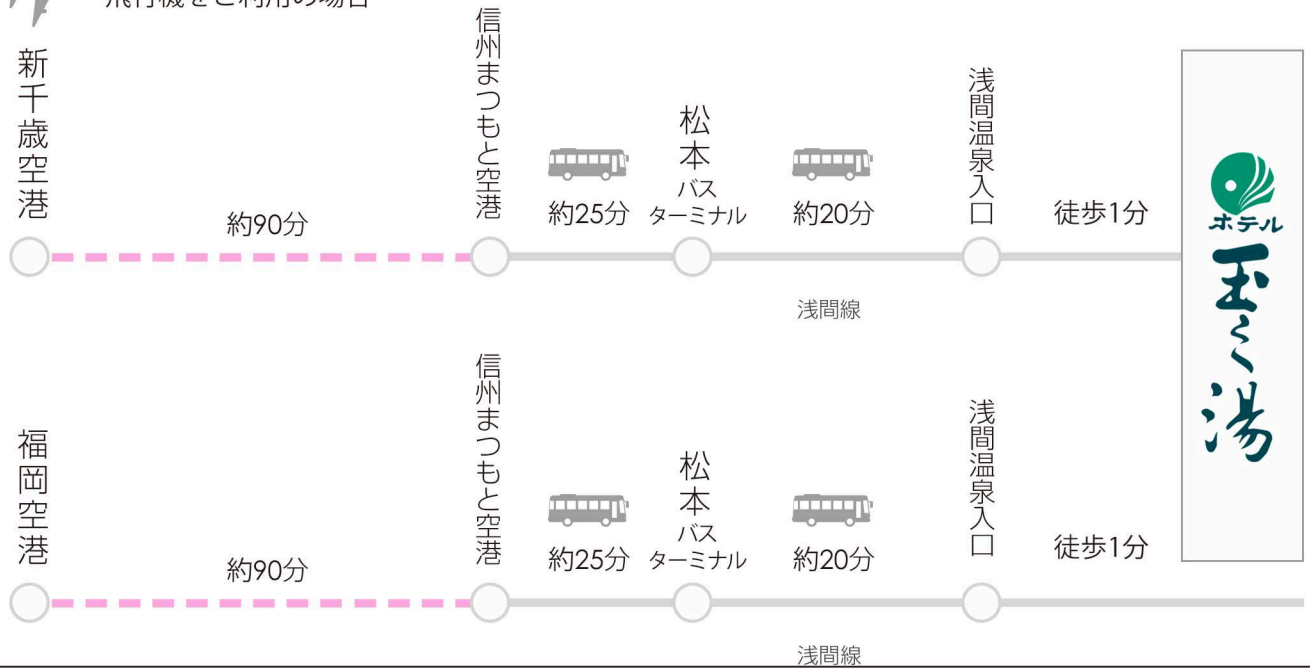 飛行機をご利用の場合
新千歳空港
約90分
信州まつもと空港
約25分
松本
バス
ターミナル
約20分
浅間線
浅間温泉入口
徒歩1分
ホテル
玉之湯
福岡空港
約90分
信州まつもと空港
約25分
松本
バス
ターミナル
約20分
浅間線
浅間温泉入口
徒歩1分